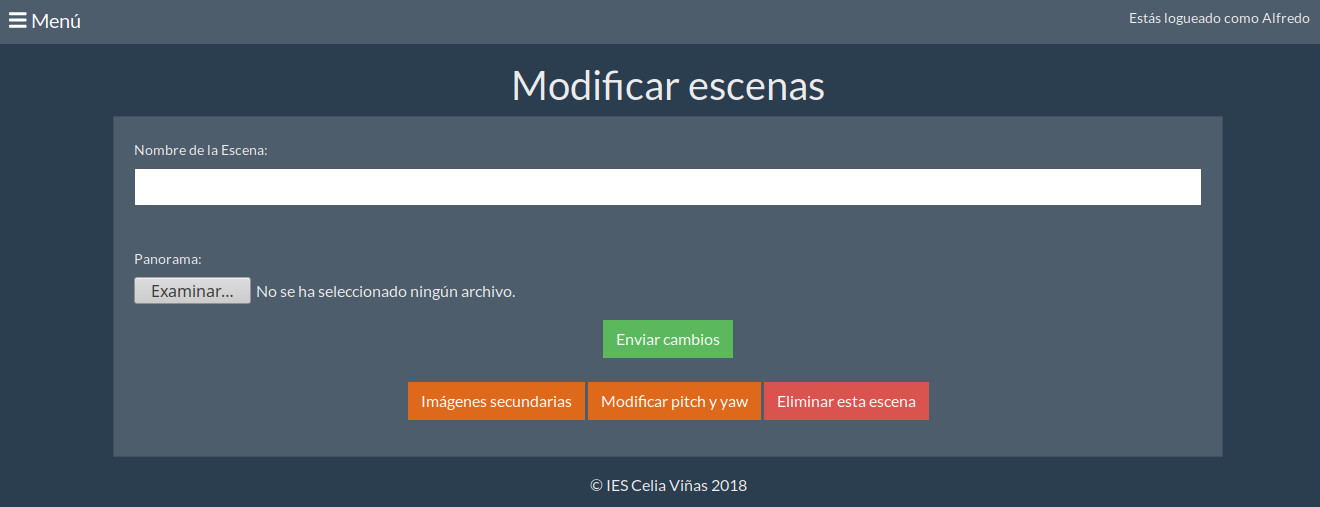 Menú
Estás logueado como Alfredo
Modificar escenas
Nombre de la Escena:
Panorama:
Examinar... No se ha seleccionado ningún archivo.
Enviar cambios
Imágenes secundarias Modificar pitch y yaw Eliminar esta escena
© IES Celia Viñas 2018